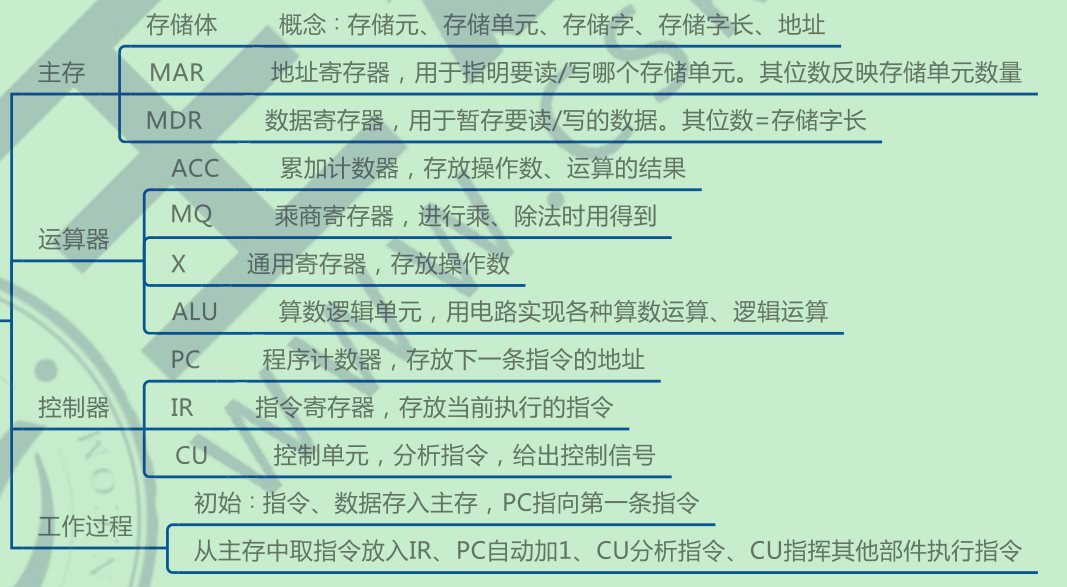 存储体 概念：存储元、存储单元、存储字、存储字长、地址
主存
MAR 地址寄存器，用于指明要读/写哪个存储单元。其位数反映存储单元数量
MDR 数据寄存器，用于暂存要读/写的数据。其位数=存储字长
ACC 累加计数器，存放操作数、运算的结果
MQ 乘商寄存器，进行乘、除法时用得到
运算器
X 通用寄存器，存放操作数
ALU 算数逻辑单元，用电路实现各种算数运算、逻辑运算
PC 程序计数器，存放下一条指令的地址
控制器
IR 指令寄存器，存放当前执行的指令
CU 控制单元，分析指令，给出控制信号
初始：指令、数据存入主存，PC指向第一条指令
工作过程
从主存中取指令放入IR、PC自动加1、CU分析指令、CU指挥其他部件执行指令
WWW.CS